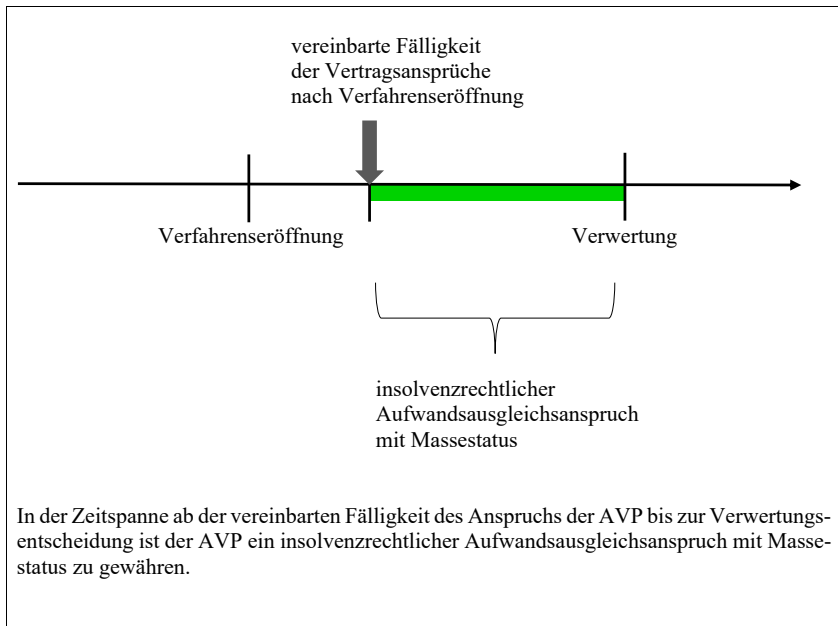 vereinbarte Fälligkeit
der Vertragsansprüche
nach Verfahrenseröffnung
Verfahrenseröffnung
Verwertung
insolvenzrechtlicher
Aufwandsausgleichsanspruch
mit Massestatus
In der Zeitspanne ab der vereinbarten Fälligkeit des Anspruchs der AVP bis zur Verwertungs-
entscheidung ist der AVP ein insolvenzrechtlicher Aufwandsausgleichsanspruch mit Masse-
status zu gewähren.